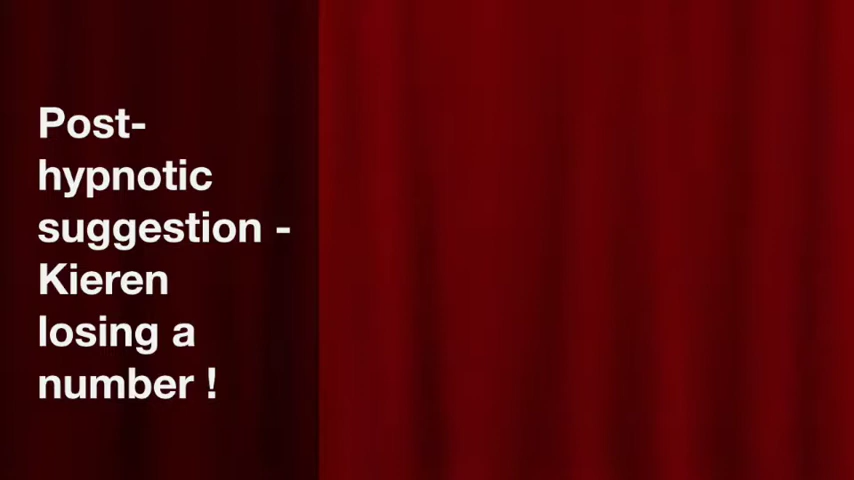 Post-
hypnotic
suggestion -
Kieren
losing a
number !